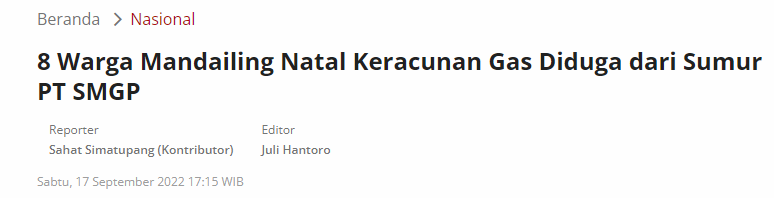 Beranda > Nasional
8 Warga Mandailing Natal Keracunan Gas Diduga dari Sumur
PT SMGP
Reporter Editor
Sahat Simatupang (Kontributor) Juli Hantoro
Sabtu, 17 September 2022 17:15 WIB